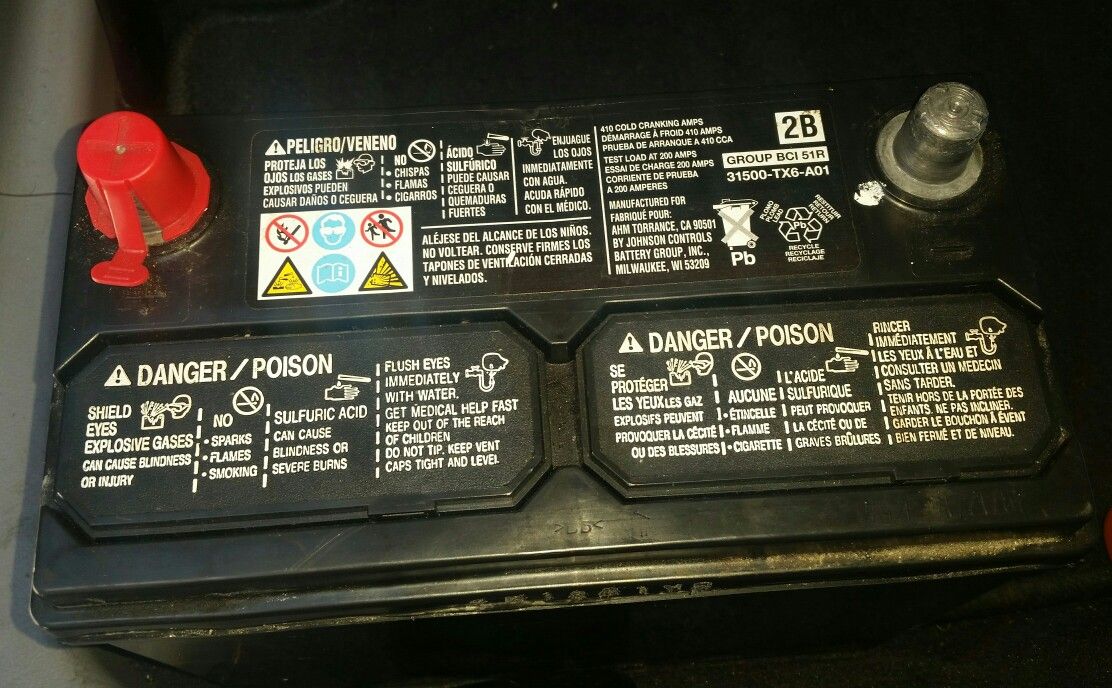 ⚠PELIGRO/VENENO
PROTEJA LOS
OJOS LOS GASES
EXPLOSIVOS PUEDEN
CAUSAR DAÑOS O CEGUERA
NO
• CHISPAS
• FLAMAS
• CIGARROS
ÁCIDO
SULFÚRICO
PUEDE CAUSAR
CEGUERA O
QUEMADURAS
FUERTES
ENJUAGUE
LOS OJOS
INMEDIATAMENTE
CON AGUA.
ACUDA RÁPIDO
CON EL MÉDICO.
ALÉJESE DEL ALCANCE DE LOS NIÑOS.
NO VOLTEAR. CONSERVE FIRMES LOS
TAPONES DE VENTILACIÓN CERRADAS
Y NIVELADOS.
410 COLD CRANKING AMPS
DÉMARRAGE À FROID 410 AMPS
PRUEBA DE ARRANQUE A 410 CCA
TEST LOAD AT 200 AMPS
ESSAI DE CHARGE 200 AMPS
CORRIENTE DE PRUEBA
A 200 AMPERES
MANUFACTURED FOR
FABRIQUÉ POUR:
AHM TORRANCE, CA 90501
BY JOHNSON CONTROLS
BATTERY GROUP, INC.,
MILWAUKEE, WI 53209
2B
GROUP BCI 51R
31500-TX6-A01
Pb
PLOMB
PLOMO
LEAD
Pb
RETURN
RECYCLE
RECYCLAGE
RECICLAJE
⚠ DANGER / POISON
SHIELD
EYES
EXPLOSIVE GASES
CAN CAUSE BLINDNESS
OR INJURY
NO
• SPARKS
• FLAMES
• SMOKING
SULFURIC ACID
CAN CAUSE
BLINDNESS OR
SEVERE BURNS
FLUSH EYES
IMMEDIATELY
WITH WATER.
GET MEDICAL HELP FAST
KEEP OUT OF THE REACH
OF CHILDREN
DO NOT TIP. KEEP VENT
CAPS TIGHT AND LEVEL.
⚠ DANGER / POISON
SE
PROTÉGER
LES YEUX LES GAZ
EXPLOSIFS PEUVENT
PROVOQUER LA CÉCITÉ
OU DES BLESSURES
AUCUNE
• ÉTINCELLE
• FLAMME
• CIGARETTE
L'ACIDE
SULFURIQUE
PEUT PROVOQUER
LA CÉCITÉ OU DE
GRAVES BRÛLURES
RINCER
IMMÉDIATEMENT
LES YEUX À L'EAU ET
CONSULTER UN MEDECIN
SANS TARDER.
TENIR HORS DE LA PORTÉE DES
ENFANTS. NE PAS INCLINER.
GARDER LE BOUCHON À ÉVENT
BIEN FERMÉ ET DE NIVEAU.